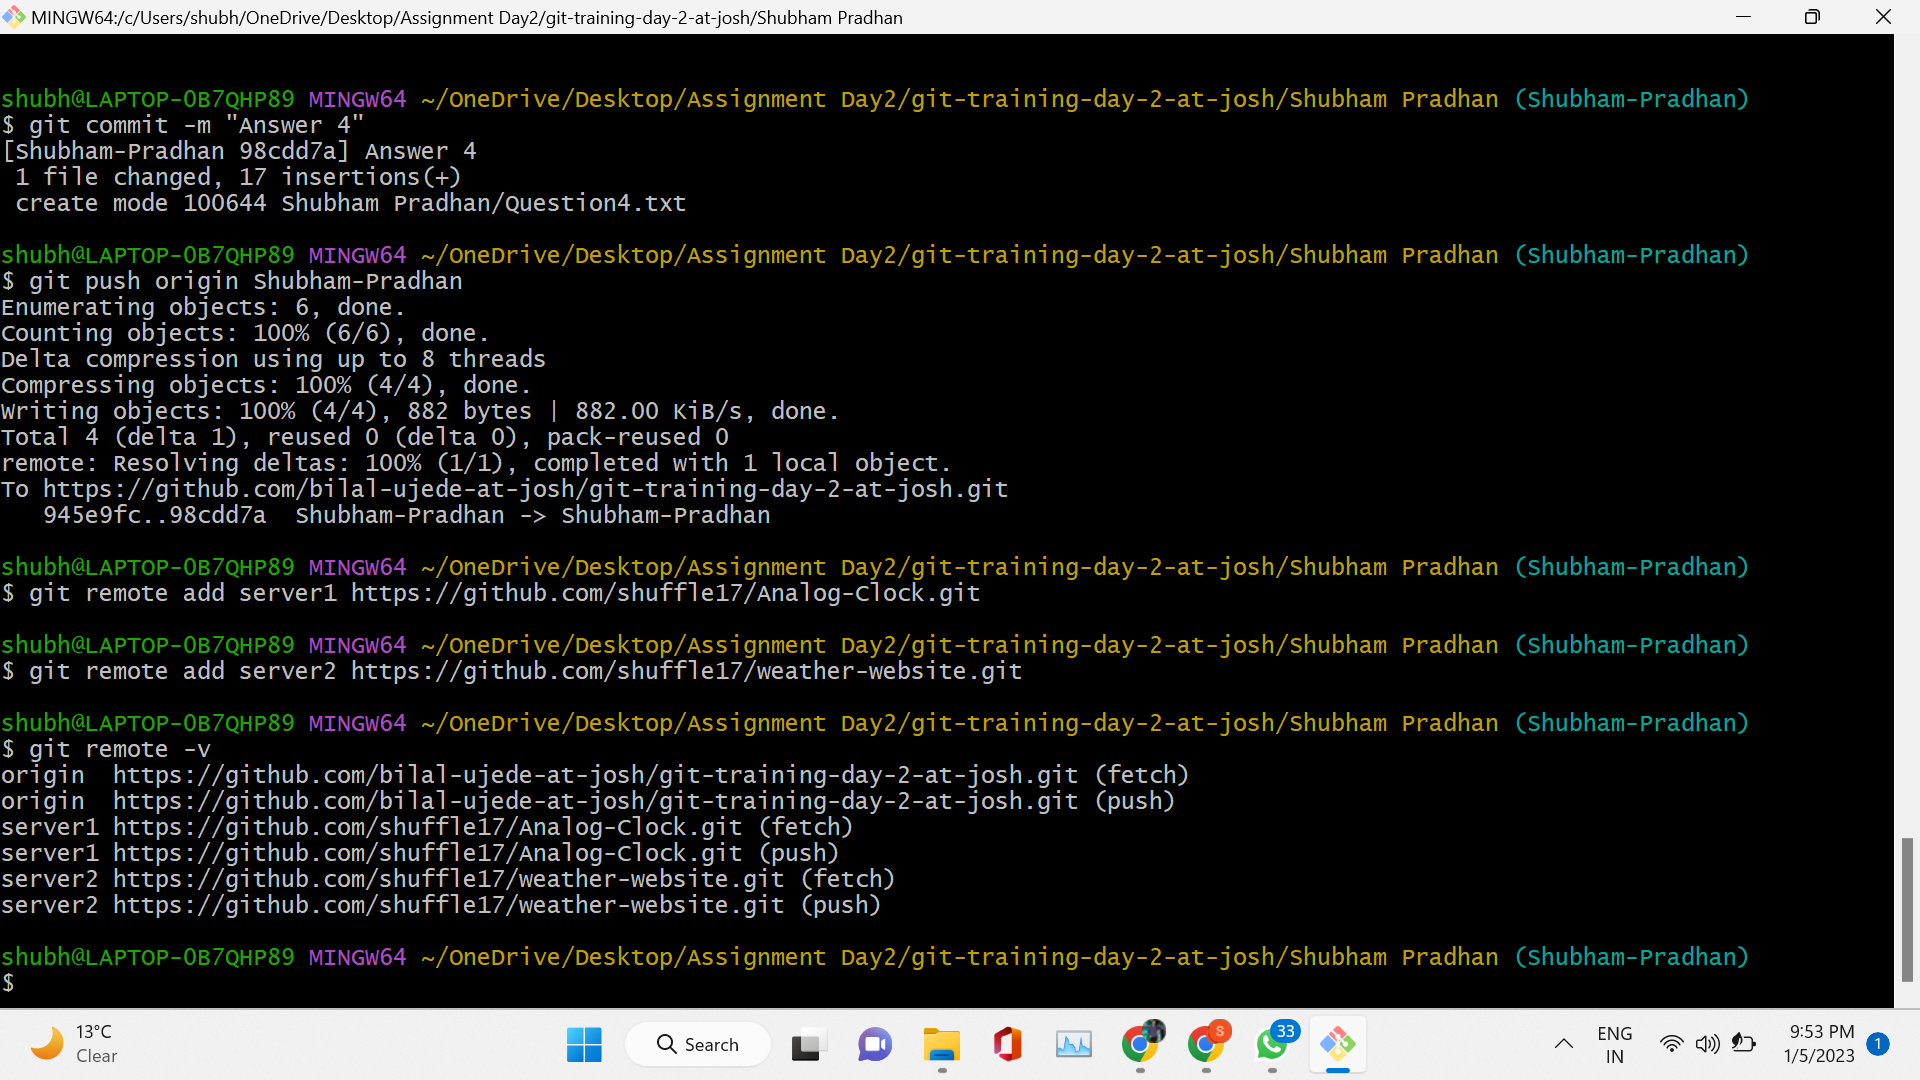 MINGW64:/c/Users/shubh/OneDrive/Desktop/Assignment Day2/git-training-day-2-at-josh/Shubham Pradhan
shubh@LAPTOP-0B7QHP89 MINGW64 ~/OneDrive/Desktop/Assignment Day2/git-training-day-2-at-josh/Shubham Pradhan (Shubham-Pradhan)
$ git commit -m "Answer 4"
[Shubham-Pradhan 98cdd7a] Answer 4
 1 file changed, 17 insertions(+)
 create mode 100644 Shubham Pradhan/Question4.txt
shubh@LAPTOP-0B7QHP89 MINGW64 ~/OneDrive/Desktop/Assignment Day2/git-training-day-2-at-josh/Shubham Pradhan (Shubham-Pradhan)
$ git push origin Shubham-Pradhan
Enumerating objects: 6, done.
Counting objects: 100% (6/6), done.
Delta compression using up to 8 threads
Compressing objects: 100% (4/4), done.
Writing objects: 100% (4/4), 882 bytes | 882.00 KiB/s, done.
Total 4 (delta 1), reused 0 (delta 0), pack-reused 0
remote: Resolving deltas: 100% (1/1), completed with 1 local object.
To https://github.com/bilal-ujede-at-josh/git-training-day-2-at-josh.git
   945e9fc..98cdd7a  Shubham-Pradhan -> Shubham-Pradhan
shubh@LAPTOP-0B7QHP89 MINGW64 ~/OneDrive/Desktop/Assignment Day2/git-training-day-2-at-josh/Shubham Pradhan (Shubham-Pradhan)
$ git remote add server1 https://github.com/shuffle17/Analog-Clock.git
shubh@LAPTOP-0B7QHP89 MINGW64 ~/OneDrive/Desktop/Assignment Day2/git-training-day-2-at-josh/Shubham Pradhan (Shubham-Pradhan)
$ git remote add server2 https://github.com/shuffle17/weather-website.git
shubh@LAPTOP-0B7QHP89 MINGW64 ~/OneDrive/Desktop/Assignment Day2/git-training-day-2-at-josh/Shubham Pradhan (Shubham-Pradhan)
$ git remote -v
origin  https://github.com/bilal-ujede-at-josh/git-training-day-2-at-josh.git (fetch)
origin  https://github.com/bilal-ujede-at-josh/git-training-day-2-at-josh.git (push)
server1 https://github.com/shuffle17/Analog-Clock.git (fetch)
server1 https://github.com/shuffle17/Analog-Clock.git (push)
server2 https://github.com/shuffle17/weather-website.git (fetch)
server2 https://github.com/shuffle17/weather-website.git (push)
shubh@LAPTOP-0B7QHP89 MINGW64 ~/OneDrive/Desktop/Assignment Day2/git-training-day-2-at-josh/Shubham Pradhan (Shubham-Pradhan)
$
13°C
Clear
Search
S
33
ENG
IN
9:53 PM
1/5/2023
1